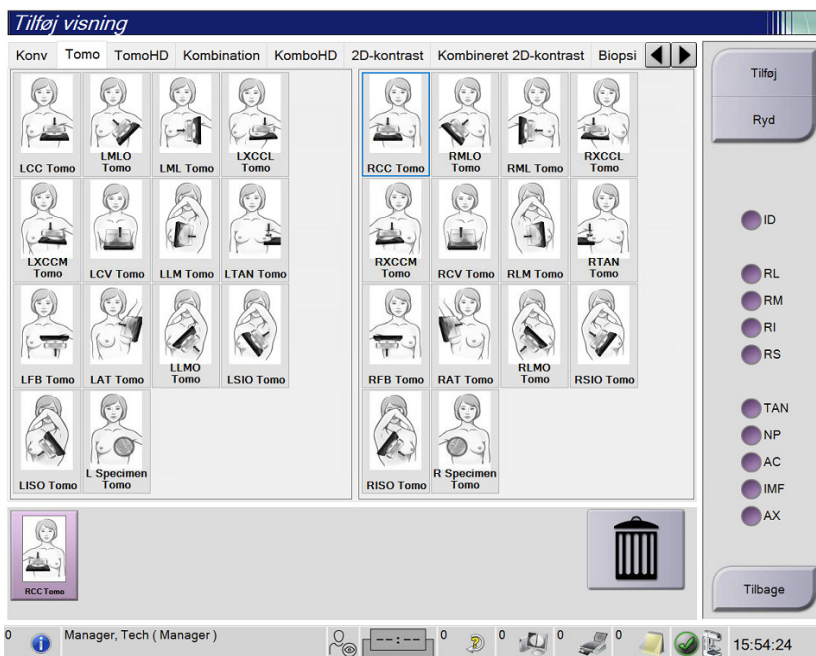 Tilføj visning
Konv Tomo TomoHD Kombination KomboHD 2D-kontrast Kombineret 2D-kontrast Biopsi
LCC Tomo
LMLO
Tomo
LML Tomo
LXCCL
Tomo
RCC Tomo
RMLO
Tomo
RML Tomo
RXCCL
Tomo
LXCCM
Tomo
LCV Tomo
LLM Tomo
LTAN Tomo
RXCCM
Tomo
RCV Tomo
RLM Tomo
RTAN
Tomo
LFB Tomo
LAT Tomo
LLMO
Tomo
LSIO Tomo
RFB Tomo
RAT Tomo
RLMO
Tomo
RSIO Tomo
LISO Tomo
L Specimen
Tomo
RISO Tomo
R Specimen
Tomo
RCC Tomo
Tilføj
Ryd
ID
RL
RM
RI
RS
TAN
NP
AC
IMF
AX
Tilbage
0 Manager, Tech ( Manager ) --:-- 0 0 0 0 15:54:24